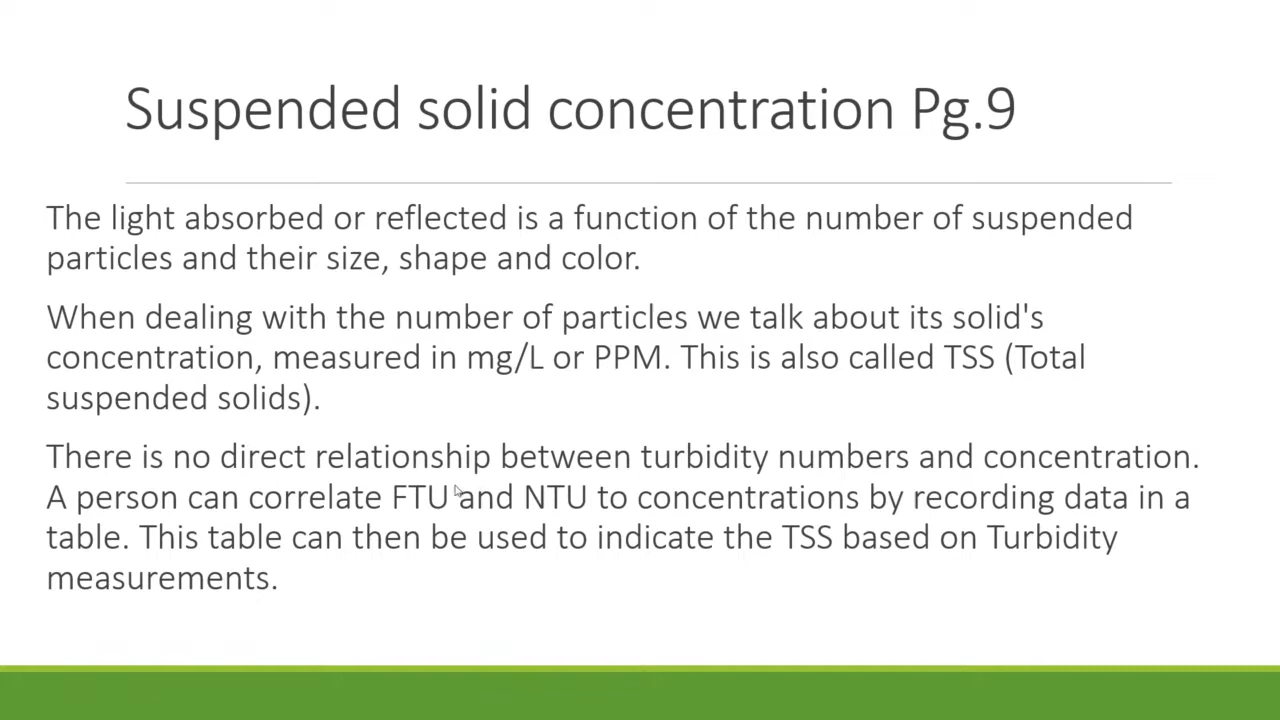 Suspended solid concentration Pg.9
The light absorbed or reflected is a function of the number of suspended
particles and their size, shape and color.
When dealing with the number of particles we talk about its solid's
concentration, measured in mg/L or PPM. This is also called TSS (Total
suspended solids).
There is no direct relationship between turbidity numbers and concentration.
A person can correlate FTU and NTU to concentrations by recording data in a
table. This table can then be used to indicate the TSS based on Turbidity
measurements.